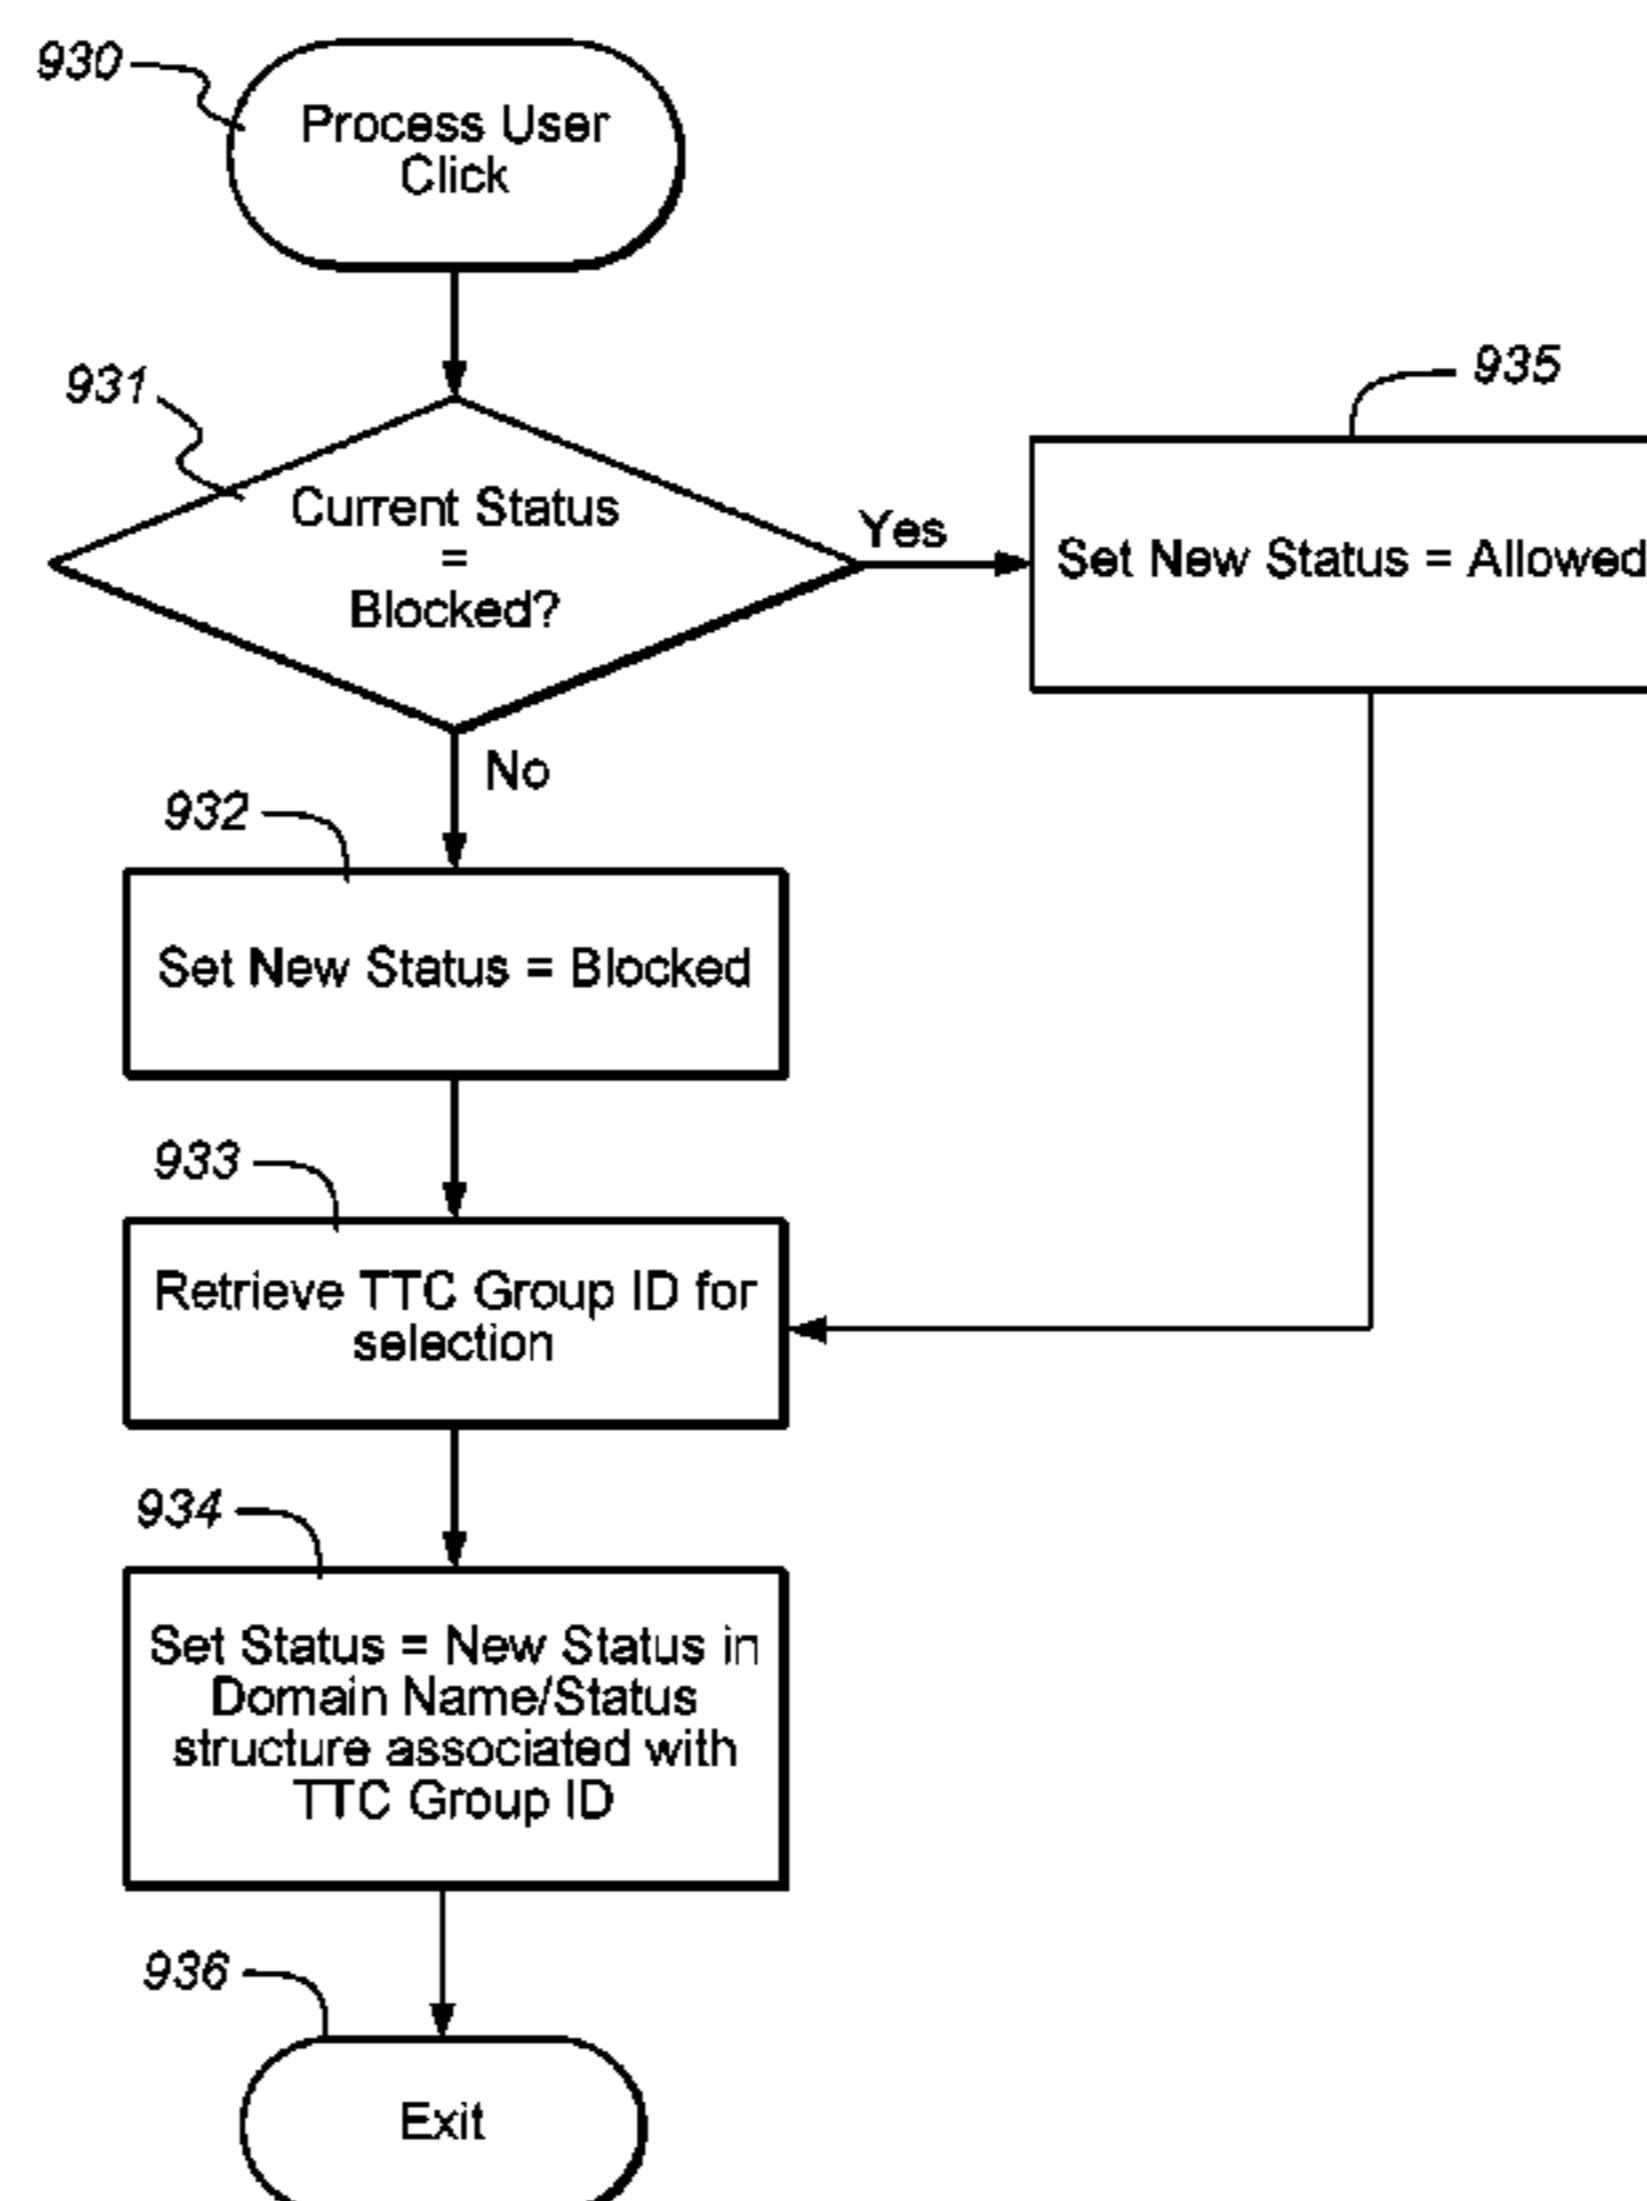 930
Process User
Click
931
Current Status
=
Blocked?
Yes
935
Set New Status = Allowed
No
932
Set New Status = Blocked
933
Retrieve TTC Group ID for
selection
934
Set Status = New Status in
Domain Name/Status
structure associated with
TTC Group ID
936
Exit